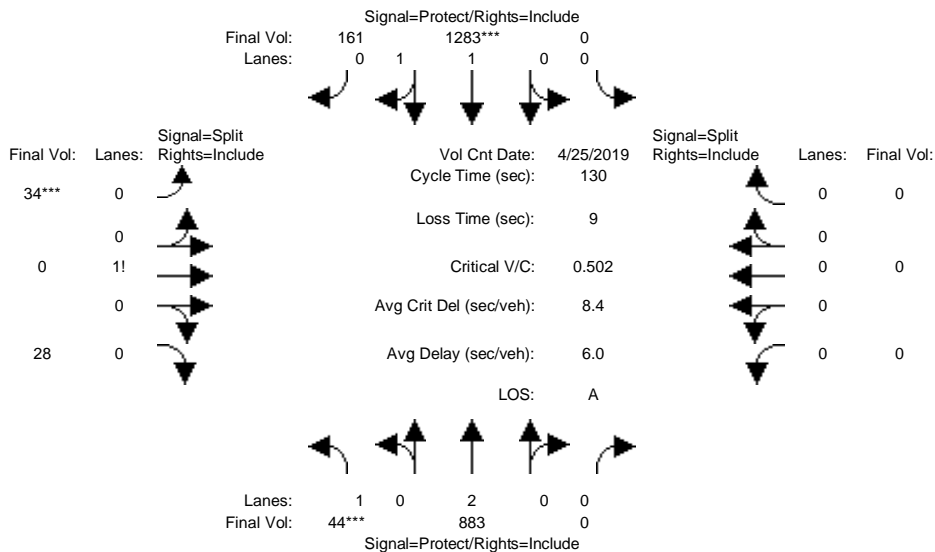 Signal=Protect/Rights=Include
Final Vol: 161 1283*** 0
Lanes: 0 1 1 0 0
Signal=Split Signal=Split
Final Vol: Lanes: Rights=Include Vol Cnt Date: 4/25/2019 Rights=Include Lanes: Final Vol:
Cycle Time (sec): 130
34*** 0 0 0
Loss Time (sec): 9
0 0
0 1! Critical V/C: 0.502 0 0
0 Avg Crit Del (sec/veh): 8.4 0
28 0 Avg Delay (sec/veh): 6.0 0 0
LOS: A
Lanes: 1 0 2 0 0
Final Vol: 44*** 883 0
Signal=Protect/Rights=Include